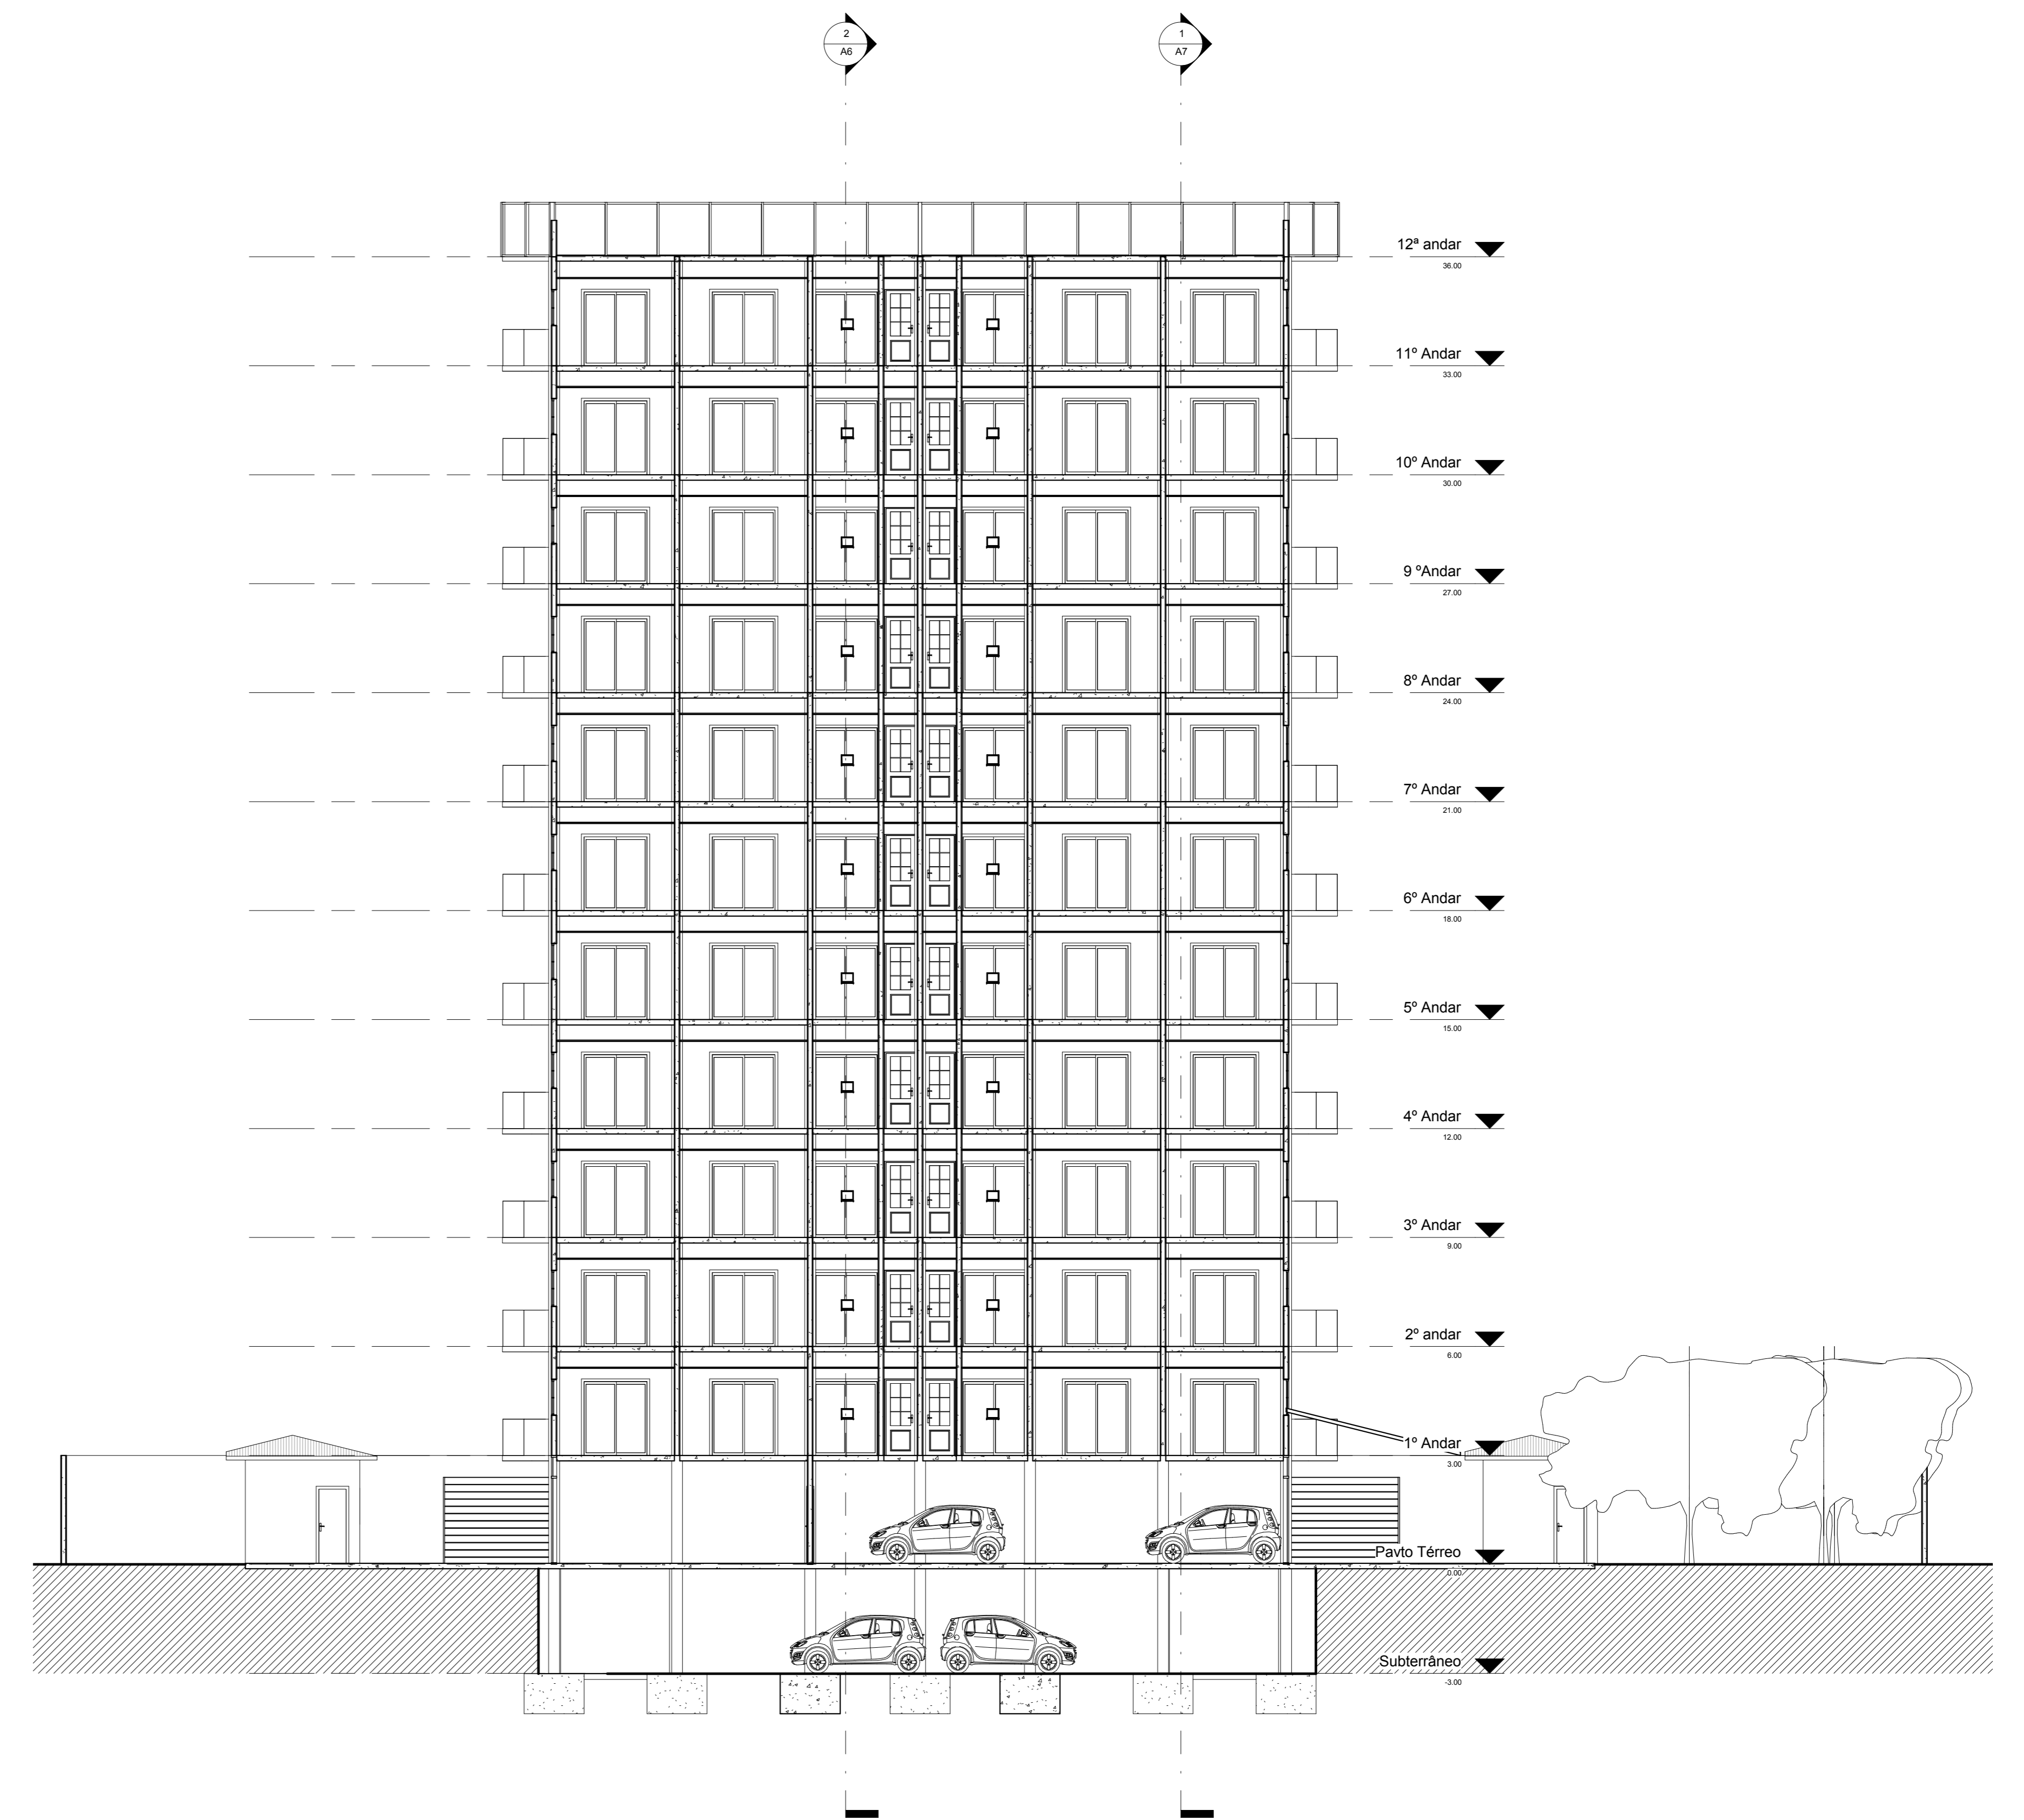 2
A6
1
A7
12ª andar
36.00
11º Andar
33.00
10º Andar
30.00
9 ºAndar
27.00
8º Andar
24.00
7º Andar
21.00
6º Andar
18.00
5º Andar
15.00
4º Andar
12.00
3º Andar
9.00
2º andar
6.00
1º Andar
3.00
Pavto Térreo
0.00
Subterrâneo
-3.00